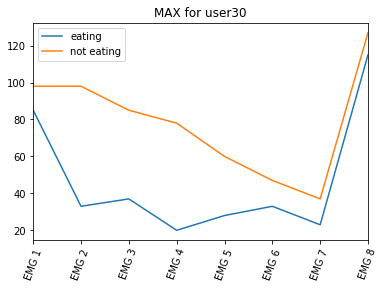 MAX for user30
eating
not eating
120
100
80
60
40
20
EMG 1
EMG 2
EMG 3
EMG 4
EMG 5
EMG 6
EMG 7
EMG 8